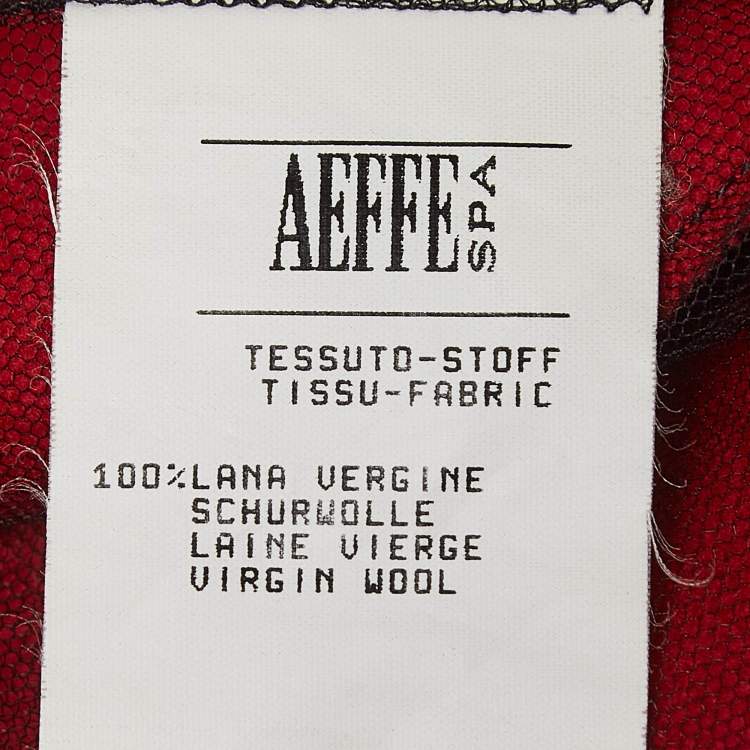 AEFFE SPA
TESSUTO-STOFF
TISSU-FABRIC
100%LANA VERGINE
SCHURWOLLE
LAINE VIERGE
VIRGIN WOOL